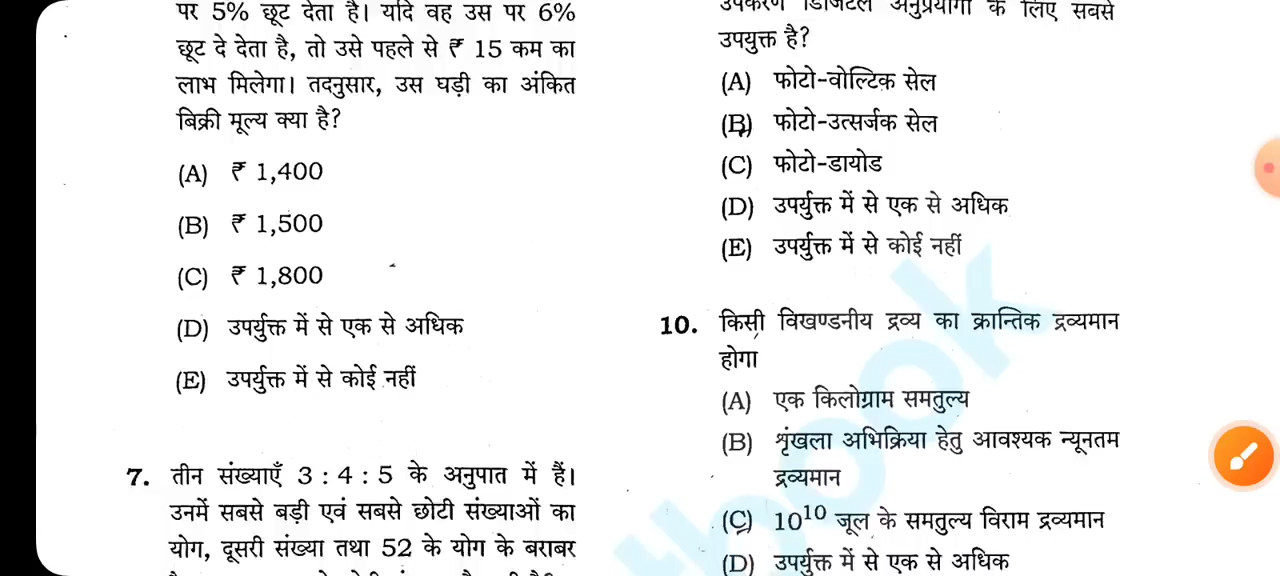 पर 5% छूट देता है। यदि वह उस पर 6%
छूट दे देता है, तो उसे पहले से ₹ 15 कम का
लाभ मिलेगा। तदनुसार, उस घड़ी का अंकित
बिक्री मूल्य क्या है?
(A) ₹ 1,400
(B) ₹ 1,500
(C) ₹ 1,800
(D) उपर्युक्त में से एक से अधिक
(E) उपर्युक्त में से कोई नहीं
7. तीन संख्याएँ 3 : 4 : 5 के अनुपात में हैं।
उनमें सबसे बड़ी एवं सबसे छोटी संख्याओं का
योग, दूसरी संख्या तथा 52 के योग के बराबर
उपकरण डिजिटल अनुप्रयोगों के लिए सबसे
उपयुक्त है?
(A) फोटो-वोल्टिक़ सेल
(B) फोटो-उत्सर्जक सेल
(C) फोटो-डायोड
(D) उपर्युक्त में से एक से अधिक
(E) उपर्युक्त में से कोई नहीं
10. किसी विखण्डनीय द्रव्य का क्रान्तिक द्रव्यमान
होगा
(A) एक किलोग्राम समतुल्य
(B) शृंखला अभिक्रिया हेतु आवश्यक न्यूनतम
द्रव्यमान
(C) 10¹⁰ जूल के समतुल्य विराम द्रव्यमान
(D) उपर्युक्त में से एक से अधिक
book